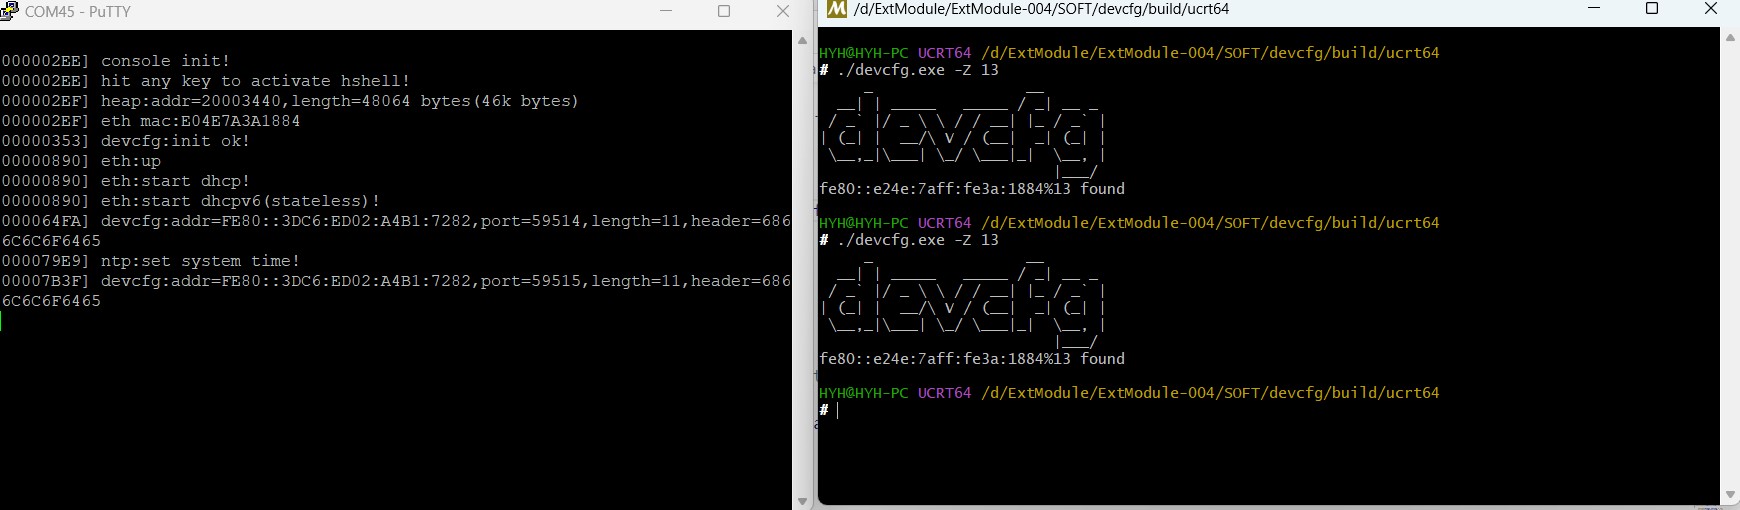 COM45 - PuTTY
000002EE] console init!
000002EE] hit any key to activate hshell!
000002EF] heap:addr=20003440,length=48064 bytes(46k bytes)
000002EF] eth mac:E04E7A3A1884
00000353] devcfg:init ok!
00000890] eth:up
00000890] eth:start dhcp!
00000890] eth:start dhcpv6(stateless)!
000064FA] devcfg:addr=FE80::3DC6:ED02:A4B1:7282,port=59514,length=11,header=686
6C6C6F6465
000079E9] ntp:set system time!
00007B3F] devcfg:addr=FE80::3DC6:ED02:A4B1:7282,port=59515,length=11,header=686
6C6C6F6465
/d/ExtModule/ExtModule-004/SOFT/devcfg/build/ucrt64
HYH@HYH-PC UCRT64 /d/ExtModule/ExtModule-004/SOFT/devcfg/build/ucrt64
# ./devcfg.exe -Z 13
devcfg
fe80::e24e:7aff:fe3a:1884%13 found
HYH@HYH-PC UCRT64 /d/ExtModule/ExtModule-004/SOFT/devcfg/build/ucrt64
# ./devcfg.exe -Z 13
devcfg
fe80::e24e:7aff:fe3a:1884%13 found
HYH@HYH-PC UCRT64 /d/ExtModule/ExtModule-004/SOFT/devcfg/build/ucrt64
#